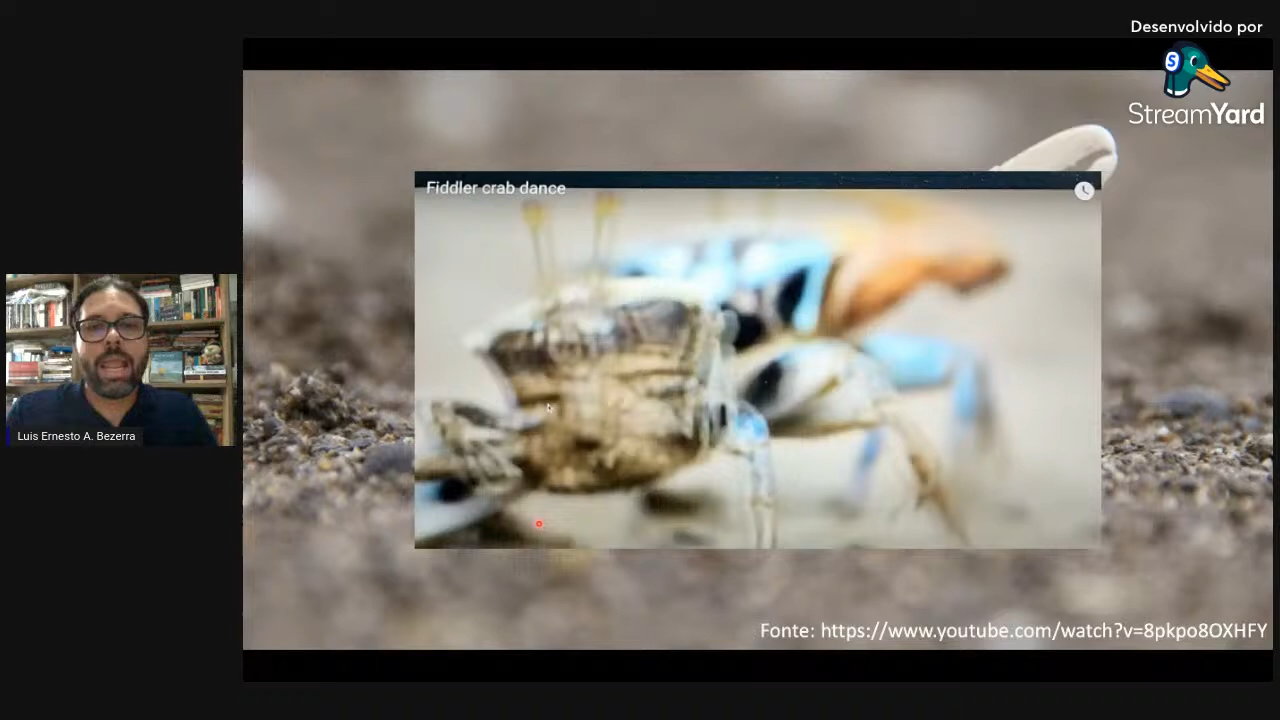 Desenvolvido por
StreamYard
Fiddler crab dance
Luis Ernesto A. Bezerra
Fonte: https://www.youtube.com/watch?v=8pkpo8OXHFY